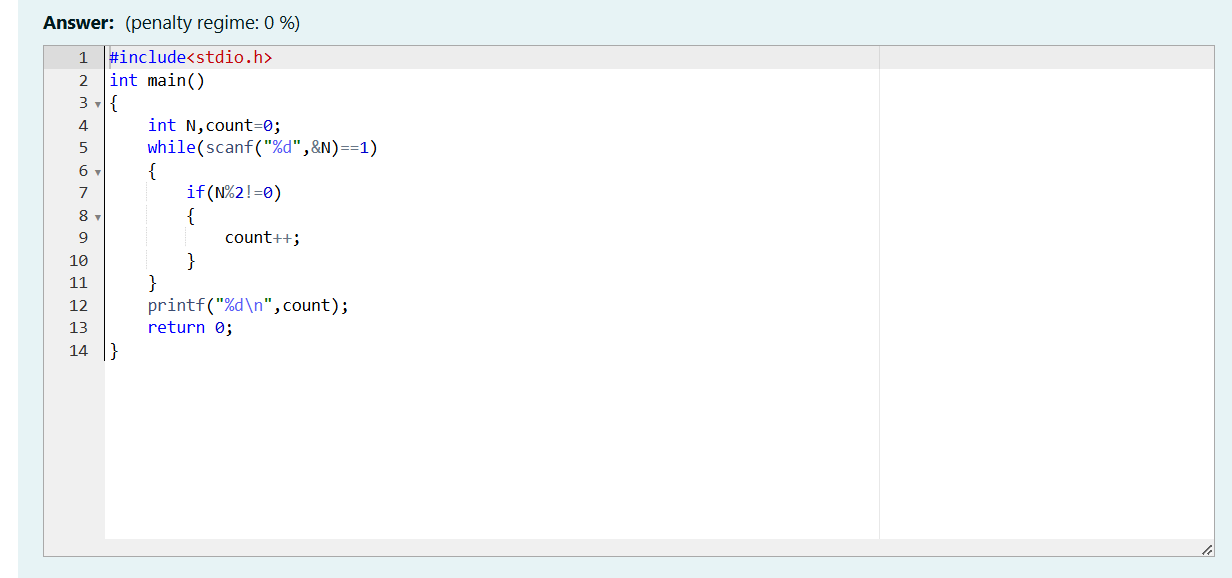 Answer: (penalty regime: 0 %)
1 #include<stdio.h>
2 int main()
3 {
4 int N,count=0;
5 while(scanf("%d",&N)==1)
6 {
7 if(N%2!=0)
8 {
9 count++;
10 }
11 }
12 printf("%d\n",count);
13 return 0;
14 }